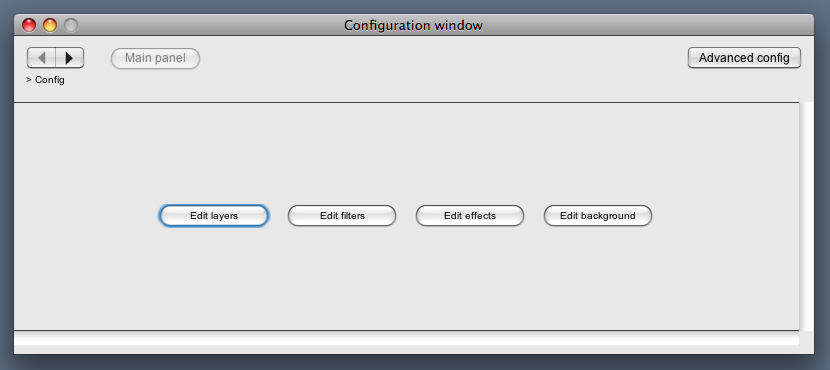 Configuration window
Main panel
Advanced config
> Config
Edit layers
Edit filters
Edit effects
Edit background